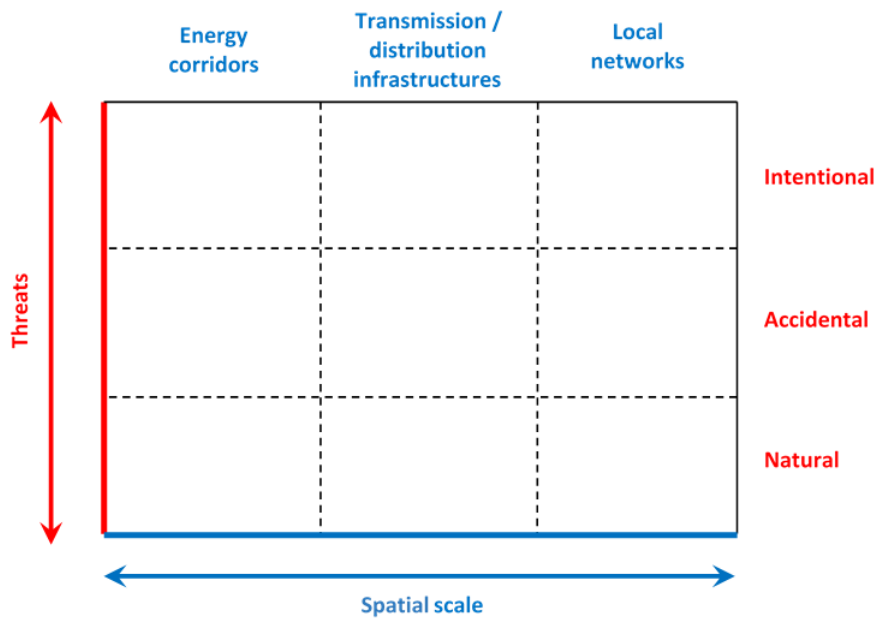 Energy
corridors
Transmission /
distribution
infrastructures
Local
networks
Intentional
Threats
Accidental
Natural
Spatial scale